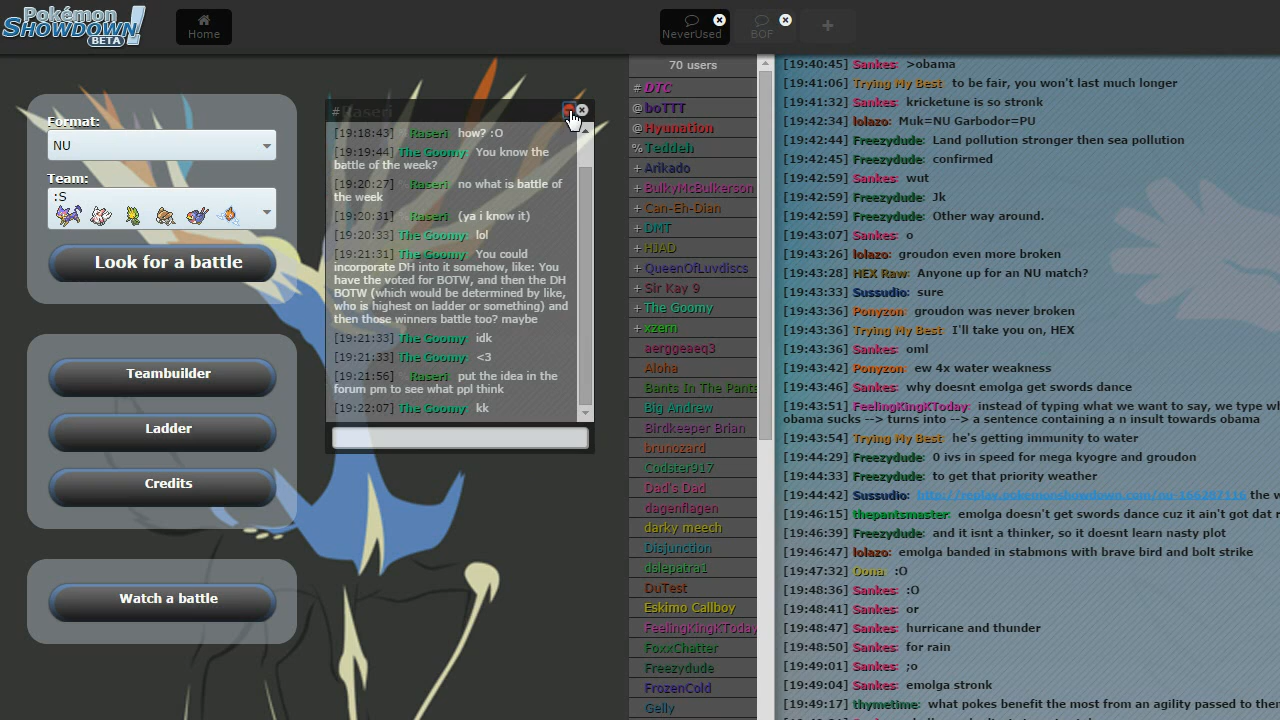 Pokémon
SHOWDOWN!
BETA
Home
NeverUsed
BOF
+
Format:
NU
Team:
:S
Look for a battle
Teambuilder
Ladder
Credits
Watch a battle
#Raseri
[19:18:43] Raseri: how? :O
[19:19:44] The Goomy: You know the
battle of the week?
[19:20:27] Raseri: no what is battle of
the week
[19:20:31] Raseri: (ya i know it)
[19:20:33] The Goomy: lol
[19:21:31] The Goomy: You could
incorporate DH into it somehow, like: You
have the voted for BOTW, and then the DH
BOTW (which would be determined by like,
who is highest on ladder or something) and
then those winners battle too? maybe
[19:21:33] The Goomy: idk
[19:21:33] The Goomy: <3
[19:21:56] Raseri: put the idea in the
forum pm to see what ppl think
[19:22:07] The Goomy: kk
70 users
# DTC
@ boTTT
@ Hyunation
% Teddeh
+ Arikado
+ BulkyMcBulkerson
+ Can-Eh-Dian
+ DMT
+ HJAD
+ QueenOfLuvdiscs
+ Sir Kay 9
+ The Goomy
+ xzern
aerggeaeq3
Aloha
Bants In The Pants
Big Andrew
Birdkeeper Brian
brunozard
Codster917
Dad's Dad
dagenflagen
darky meech
Disjunction
dslepatra1
DuTest
Eskimo Callboy
FeelingKingKToday
FoxxChatter
Freezydude
FrozenCold
Gelly
[19:40:45] Sankes: >obama
[19:41:06] Trying My Best: to be fair, you won't last much longer
[19:41:32] Sankes: kricketune is so stronk
[19:42:34] lolazo: Muk=NU Garbodor=PU
[19:42:44] Freezydude: Land pollution stronger then sea pollution
[19:42:45] Freezydude: confirmed
[19:42:59] Sankes: wut
[19:42:59] Freezydude: Jk
[19:42:59] Freezydude: Other way around.
[19:43:07] Sankes: o
[19:43:26] lolazo: groudon even more broken
[19:43:28] HEX Raw: Anyone up for an NU match?
[19:43:33] Sussudio: sure
[19:43:36] Ponyzon: groudon was never broken
[19:43:36] Trying My Best: I'll take you on, HEX
[19:43:36] Sankes: oml
[19:43:42] Ponyzon: ew 4x water weakness
[19:43:46] Sankes: why doesnt emolga get swords dance
[19:43:51] FeelingKingKToday: instead of typing what we want to say, we type wh
obama sucks --> turns into --> a sentence containing a n insult towards obama
[19:43:54] Trying My Best: he's getting immunity to water
[19:44:29] Freezydude: 0 ivs in speed for mega kyogre and groudon
[19:44:33] Freezydude: to get that priority weather
[19:44:42] Sussudio: http://replay.pokemonshowdown.com/nu-166287116 the w
[19:46:15] thepantsmaster: emolga doesn't get swords dance cuz it ain't got dat r
[19:46:39] Freezydude: and it isnt a thinker, so it doesnt learn nasty plot
[19:46:47] lolazo: emolga banded in stabmons with brave bird and bolt strike
[19:47:32] Oona: :O
[19:48:36] Sankes: :O
[19:48:41] Sankes: or
[19:48:47] Sankes: hurricane and thunder
[19:48:50] Sankes: for rain
[19:49:01] Sankes: ;o
[19:49:04] Sankes: emolga stronk
[19:49:17] thymetime: what pokes benefit the most from an agility passed to ther